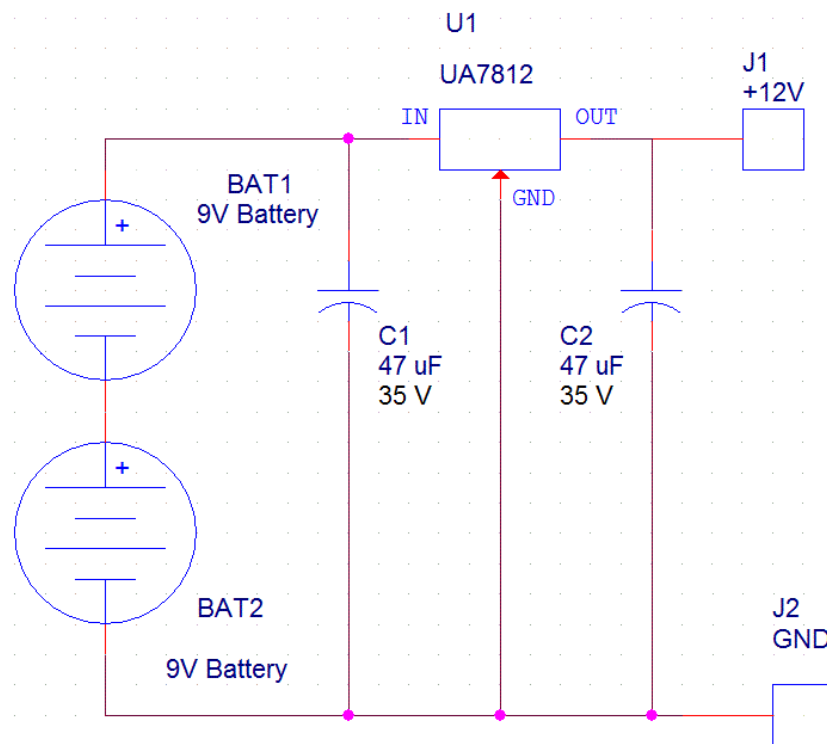 U1
UA7812
J1
+12V
IN
OUT
GND
BAT1
9V Battery
+
C1
47 uF
35 V
C2
47 uF
35 V
+
BAT2
9V Battery
J2
GND